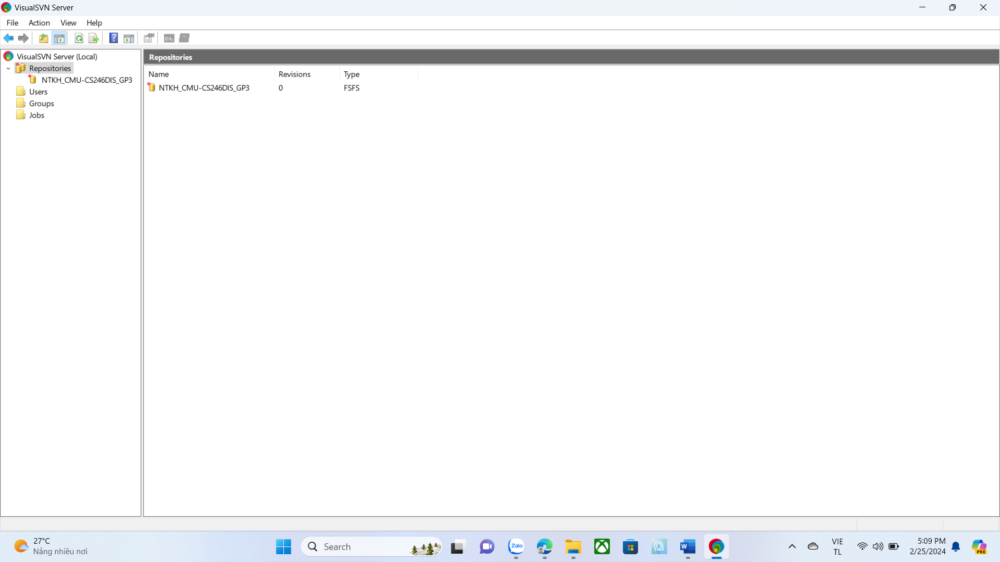 VisualSVN Server
File Action View Help
VisualSVN Server (Local)
Repositories
NTKH_CMU-CS246DIS_GP3
Users
Groups
Jobs
Repositories
Name Revisions Type
NTKH_CMU-CS246DIS_GP3 0 FSFS
27°C
Nắng nhiều nơi
Search
Zalo
W
VIE
TL
5:09 PM
2/25/2024
PRE